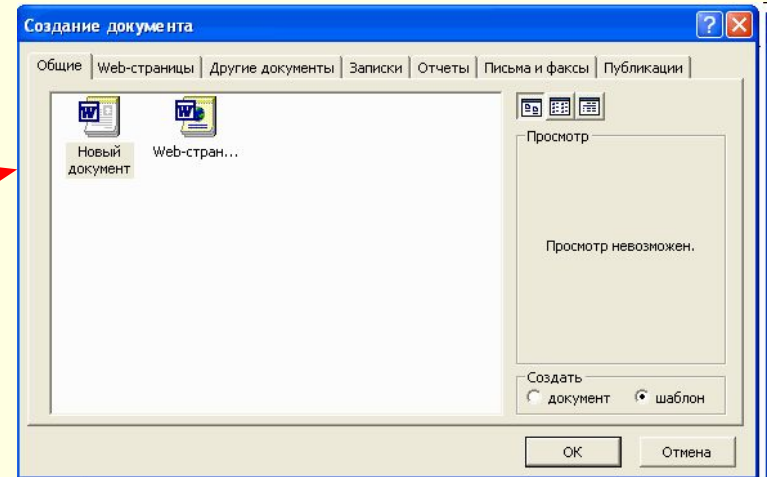 Создание документа
Общие Web-страницы Другие документы Записки Отчеты Письма и факсы Публикации
Новый документ
Web-стран...
Просмотр
Просмотр невозможен.
Создать
документ шаблон
ОК Отмена